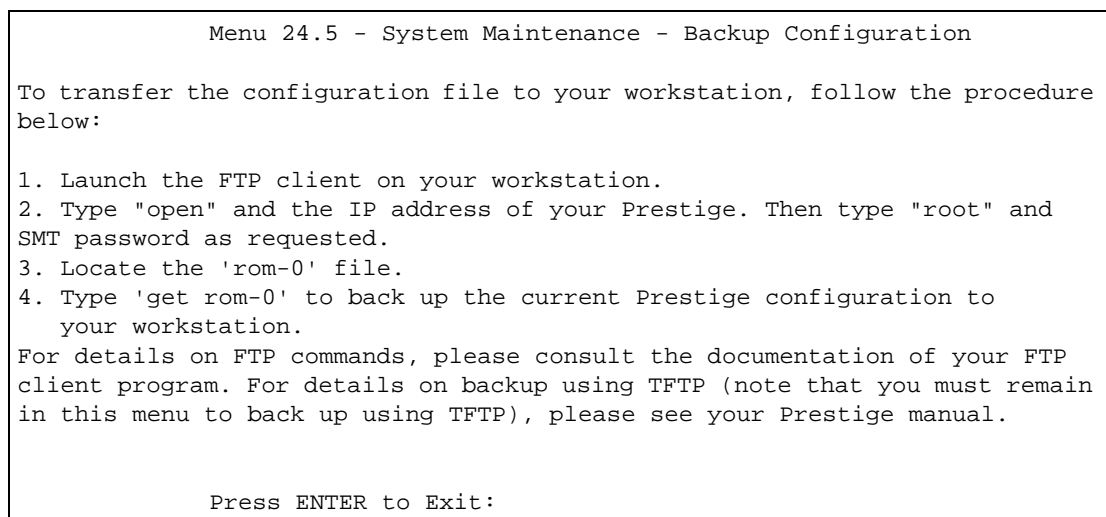 Menu 24.5 - System Maintenance - Backup Configuration
To transfer the configuration file to your workstation, follow the procedure
below:
1. Launch the FTP client on your workstation.
2. Type "open" and the IP address of your Prestige. Then type "root" and
SMT password as requested.
3. Locate the 'rom-0' file.
4. Type 'get rom-0' to back up the current Prestige configuration to
your workstation.
For details on FTP commands, please consult the documentation of your FTP
client program. For details on backup using TFTP (note that you must remain
in this menu to back up using TFTP), please see your Prestige manual.
Press ENTER to Exit: